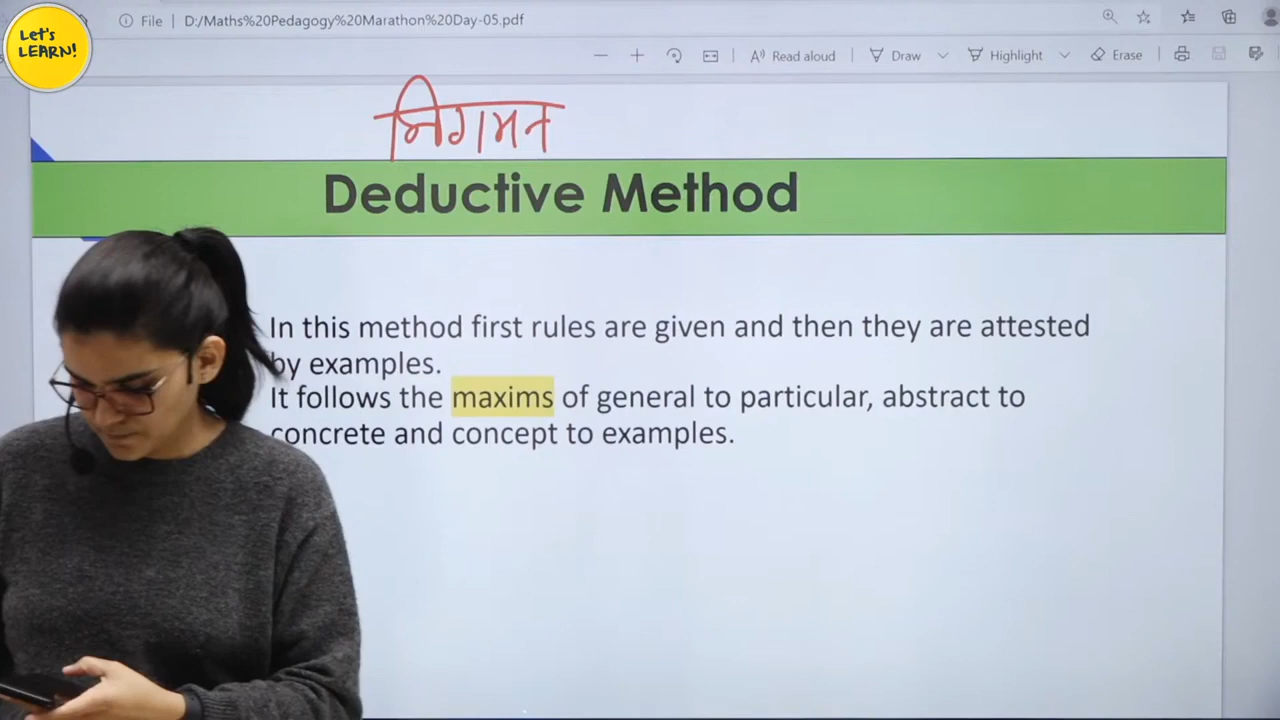 Let's
LEARN!
File | D:/Maths%20Pedagogy%20Marathon%20Day-05.pdf
Read aloud
Draw
Highlight
Erase
निगमन
Deductive Method
In this method first rules are given and then they are attested
by examples.
It follows the maxims of general to particular, abstract to
concrete and concept to examples.